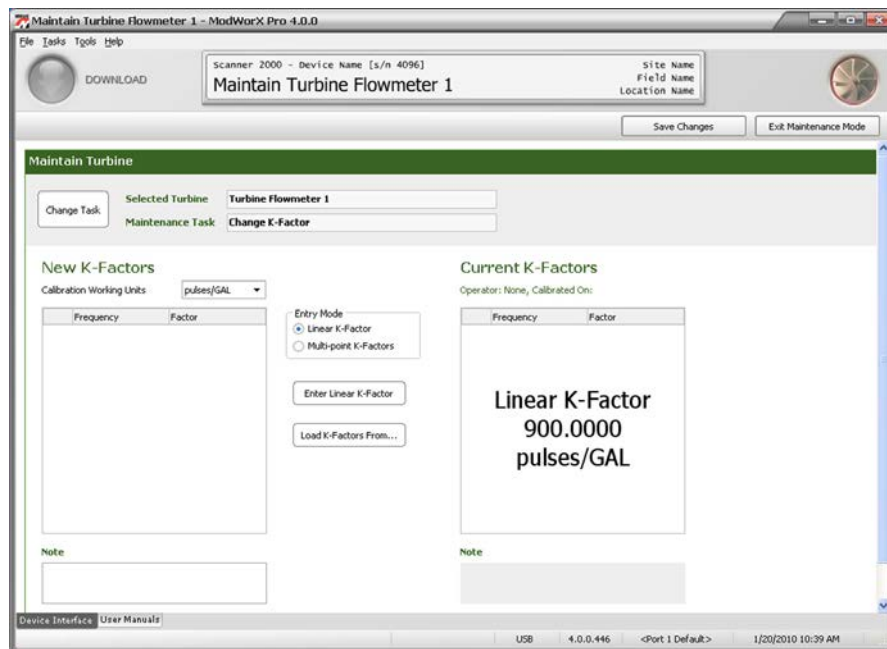 Maintain Turbine Flowmeter 1 - ModWorX Pro 4.0.0
File Tasks Tools Help
DOWNLOAD
Scanner 2000 - Device Name [s/n 4096]
Maintain Turbine Flowmeter 1
Site Name
Field Name
Location Name
Save Changes
Exit Maintenance Mode
Maintain Turbine
Change Task
Selected Turbine Turbine Flowmeter 1
Maintenance Task Change K-Factor
New K-Factors
Calibration Working Units pulses/GAL
Frequency Factor
Entry Mode
Linear K-Factor
Multi-point K-Factors
Enter Linear K-Factor
Load K-Factors From...
Note
Current K-Factors
Operator: None, Calibrated On:
Frequency Factor
Linear K-Factor
900.0000
pulses/GAL
Note
Device Interface User Manuals
USB 4.0.0.446 <Port 1 Default> 1/20/2010 10:39 AM